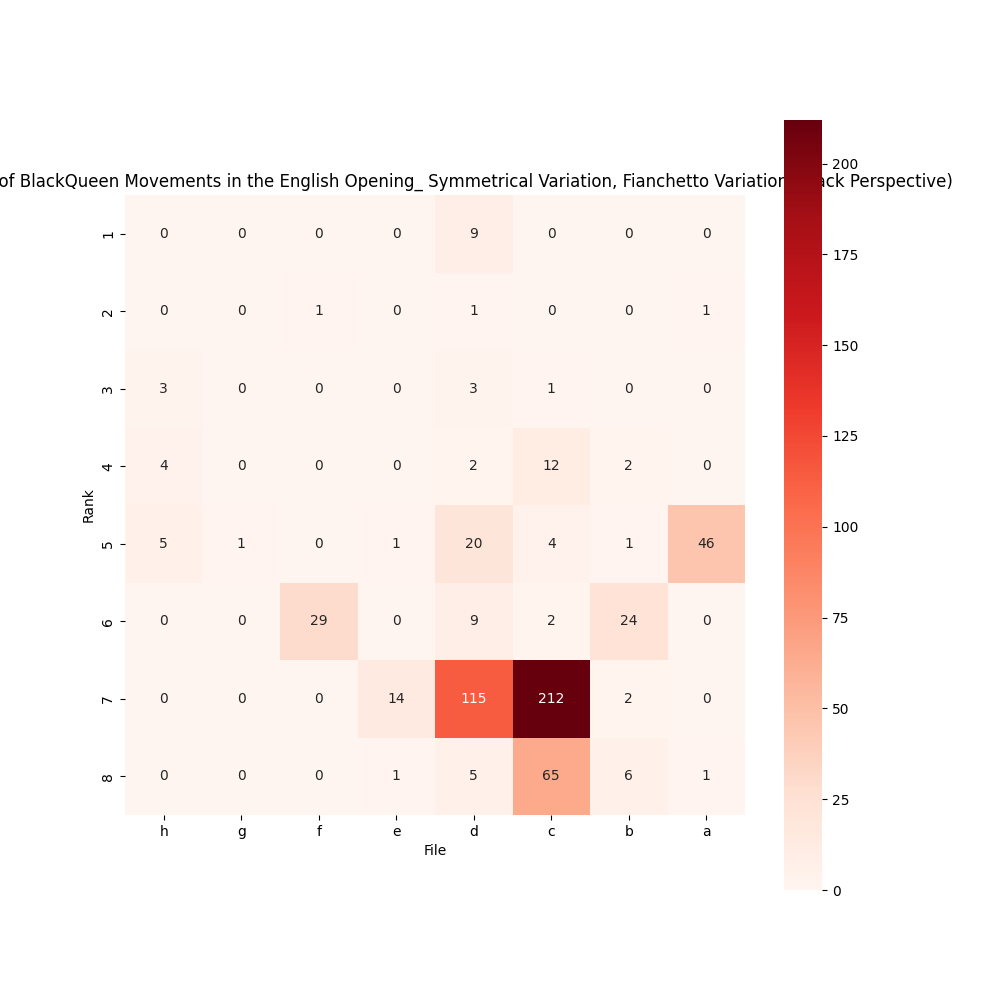 of BlackQueen Movements in the English Opening_ Symmetrical Variation, Fianchetto Variation Perspective)
200
175
150
125
100
75
50
25
0
Rank
1 0 0 0 0 9 0 0 0
2 0 0 1 0 1 0 0 1
3 3 0 0 0 3 1 0 0
4 4 0 0 0 2 12 2 0
5 5 1 0 1 20 4 1 46
6 0 0 29 0 9 2 24 0
7 0 0 0 14 115 212 2 0
8 0 0 0 1 5 65 6 1
h g f e d c b a
File